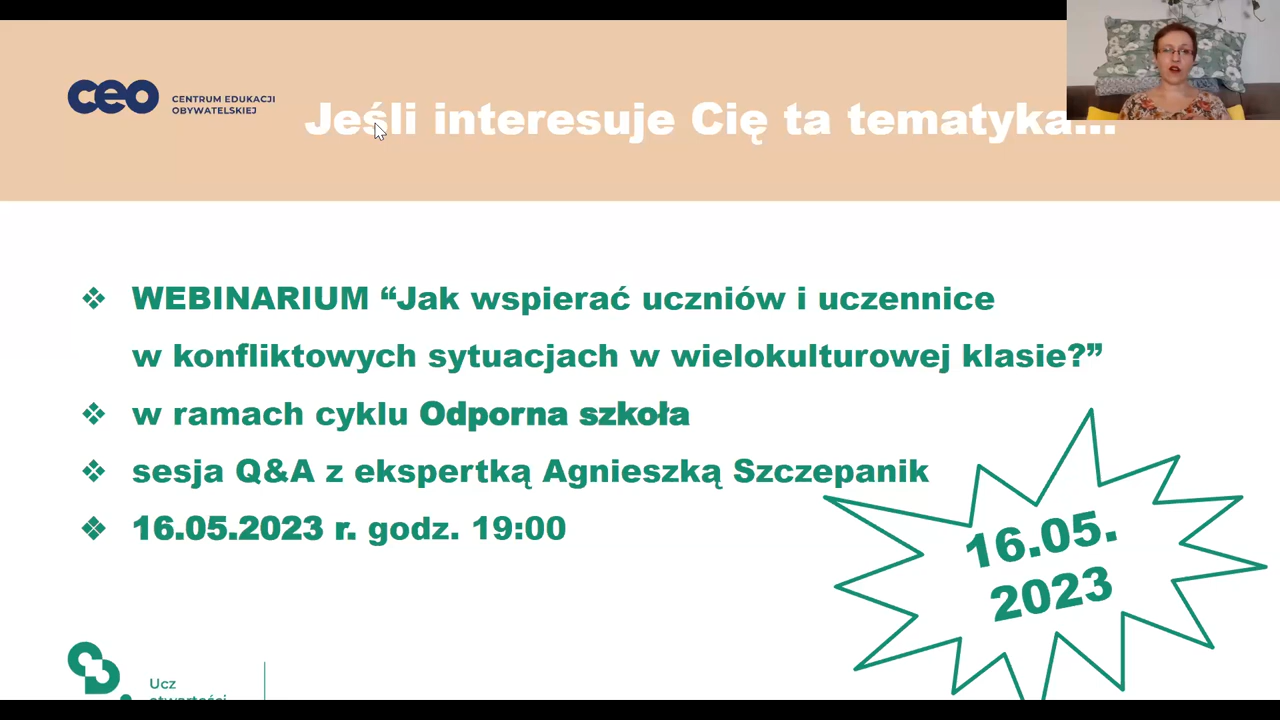 ceo
CENTRUM EDUKACJI
OBYWATELSKIEJ
Jeśli interesuje Cię ta tematyka...
❖ WEBINARIUM “Jak wspierać uczniów i uczennice
w konfliktowych sytuacjach w wielokulturowej klasie?”
❖ w ramach cyklu Odporna szkoła
❖ sesja Q&A z ekspertką Agnieszką Szczepanik
❖ 16.05.2023 r. godz. 19:00
16.05.
2023
Ucz
otwartości